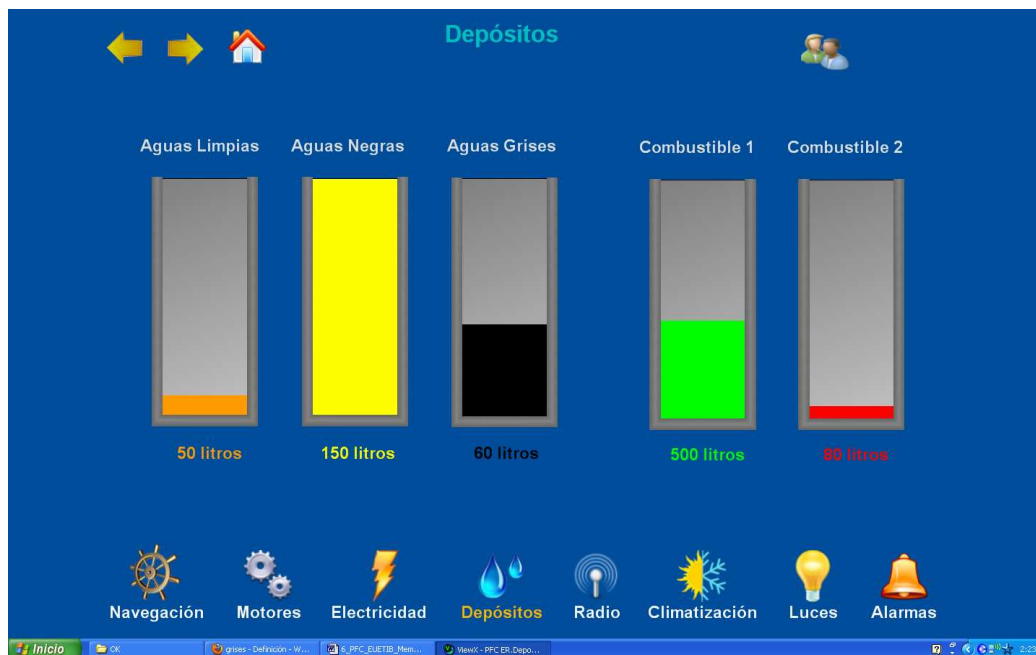 Depósitos
Aguas Limpias
Aguas Negras
Aguas Grises
Combustible 1
Combustible 2
50 litros
150 litros
60 litros
500 litros
80 litros
Navegación
Motores
Electricidad
Depósitos
Radio
Climatización
Luces
Alarmas
Inicio
OK
grises - Definición - W...
6_PFC_EUETIB_Mem...
ViewX - PFC ER.Depo...